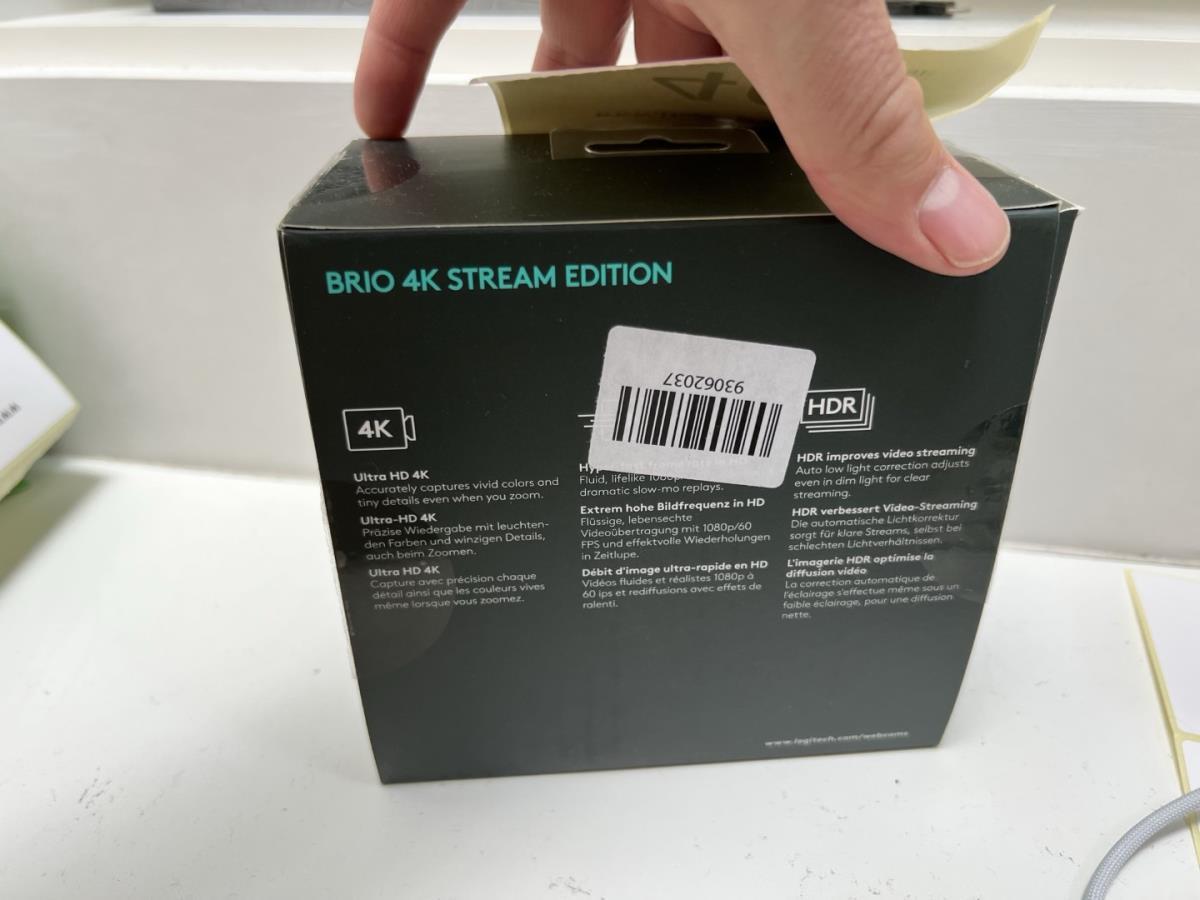 BRIO 4K STREAM EDITION
93062037
4K
Ultra HD 4K
Accurately captures vivid colors and
tiny details even when you zoom.
Ultra-HD 4K
Präzise Wiedergabe mit leuchten-
den Farben und winzigen Details,
auch beim Zoomen.
Ultra HD 4K
Capture avec précision chaque
détail ainsi que les couleurs vives
même lorsque vous zoomez.
Fluid, lifelike 1080p
dramatic slow-mo replays.
Extrem hohe Bildfrequenz in HD
Flüssige, lebensechte
Videoübertragung mit 1080p/60
FPS und effektvolle Wiederholungen
in Zeitlupe.
Débit d'image ultra-rapide en HD
Vidéos fluides et réalistes 1080p à
60 ips et rediffusions avec effets de
ralenti.
HDR
HDR improves video streaming
Auto low light correction adjusts
even in dim light for clear
streaming.
HDR verbessert Video-Streaming
Die automatische Lichtkorrektur
sorgt für klare Streams, selbst bei
schlechten Lichtverhältnissen.
L'imagerie HDR optimise la
diffusion vidéo
La correction automatique de
l'éclairage s'effectue même sous un
faible éclairage, pour une diffusion
nette.
www.logitech.com/webcams